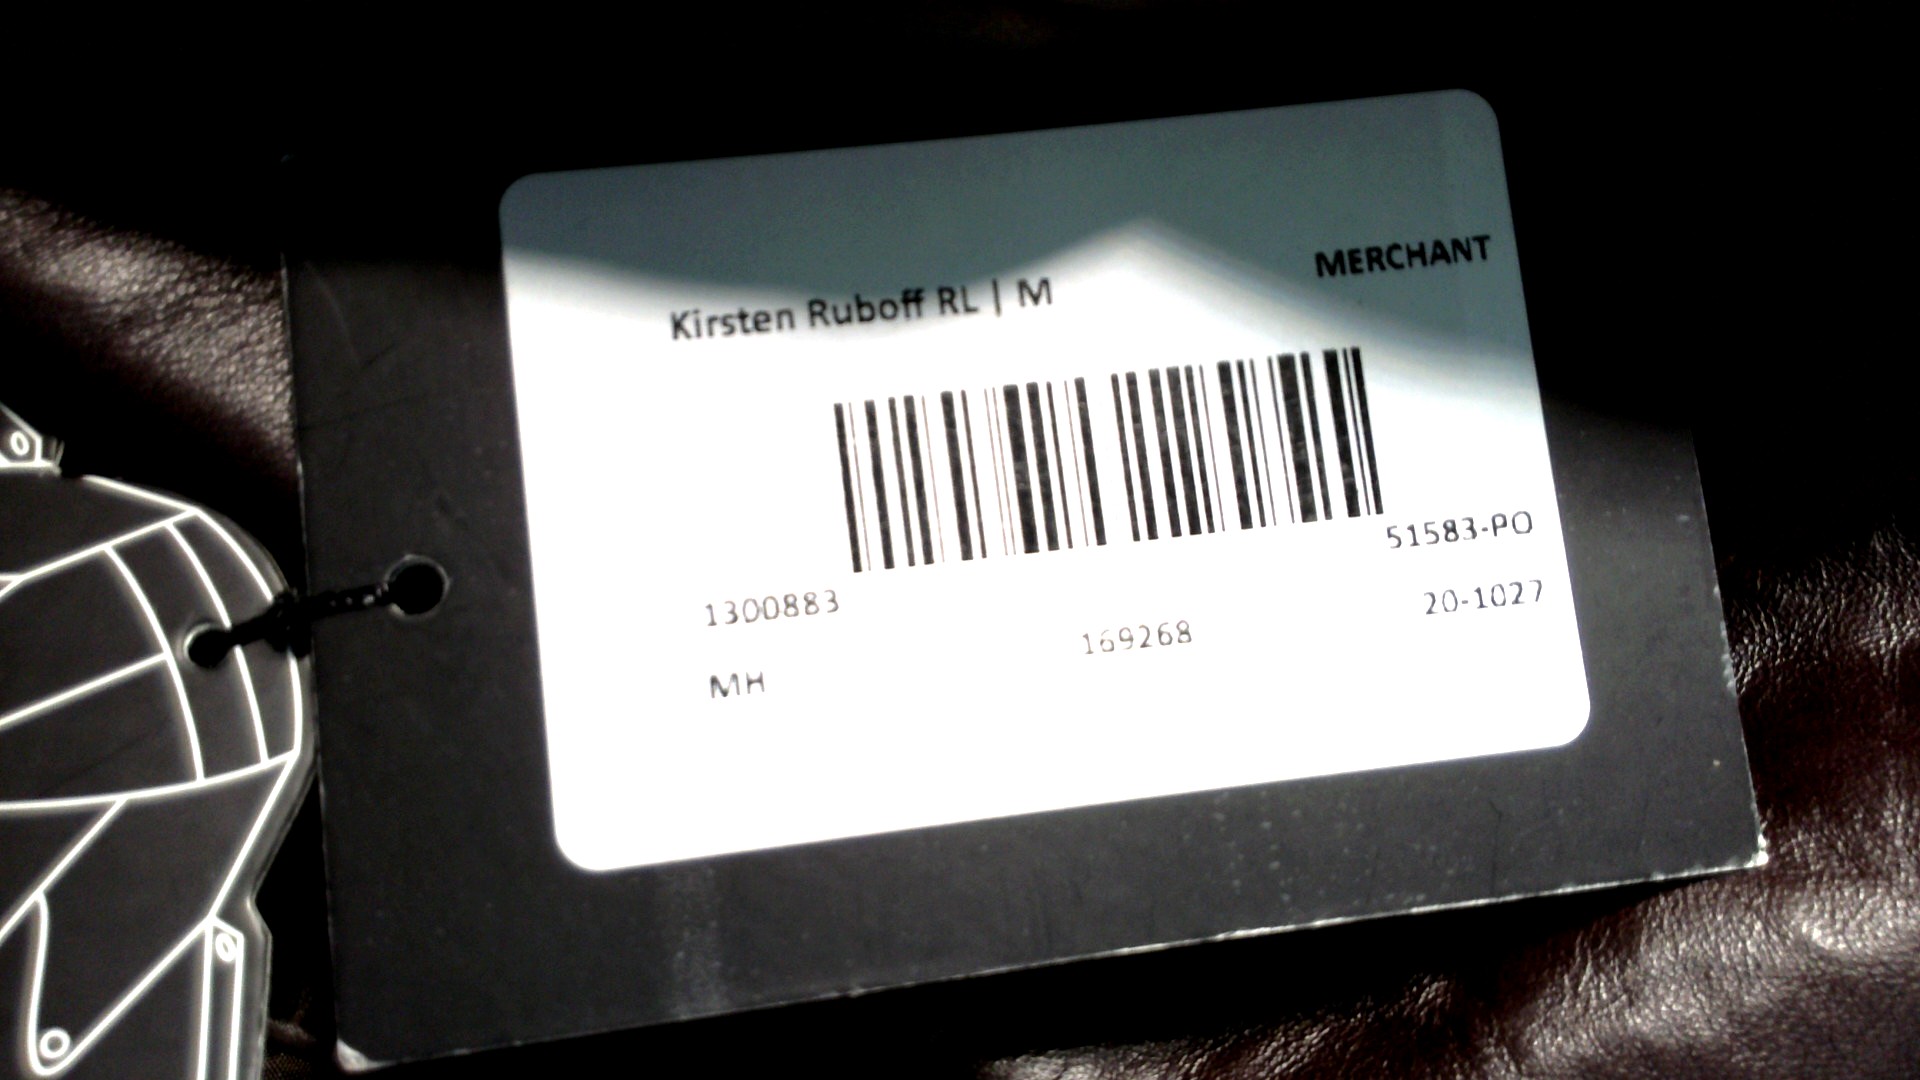 MERCHANT
Kirsten Ruboff RL | M
51583-PO
1300883
20-1027
169268
MH